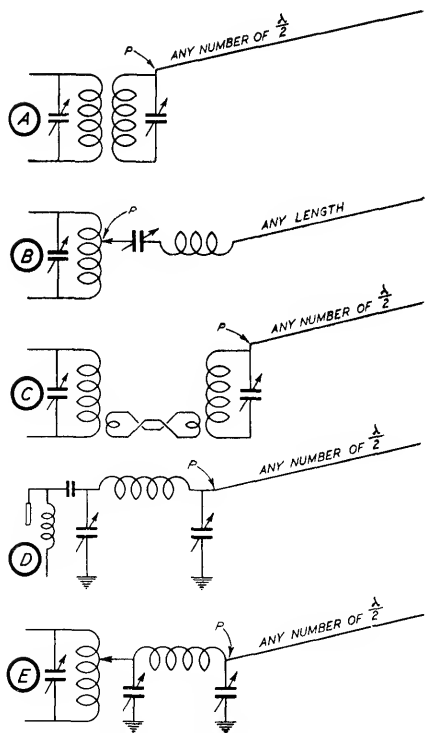 P
ANY NUMBER OF λ/2
A
P
ANY LENGTH
B
P
ANY NUMBER OF λ/2
C
P
ANY NUMBER OF λ/2
D
P
ANY NUMBER OF λ/2
E